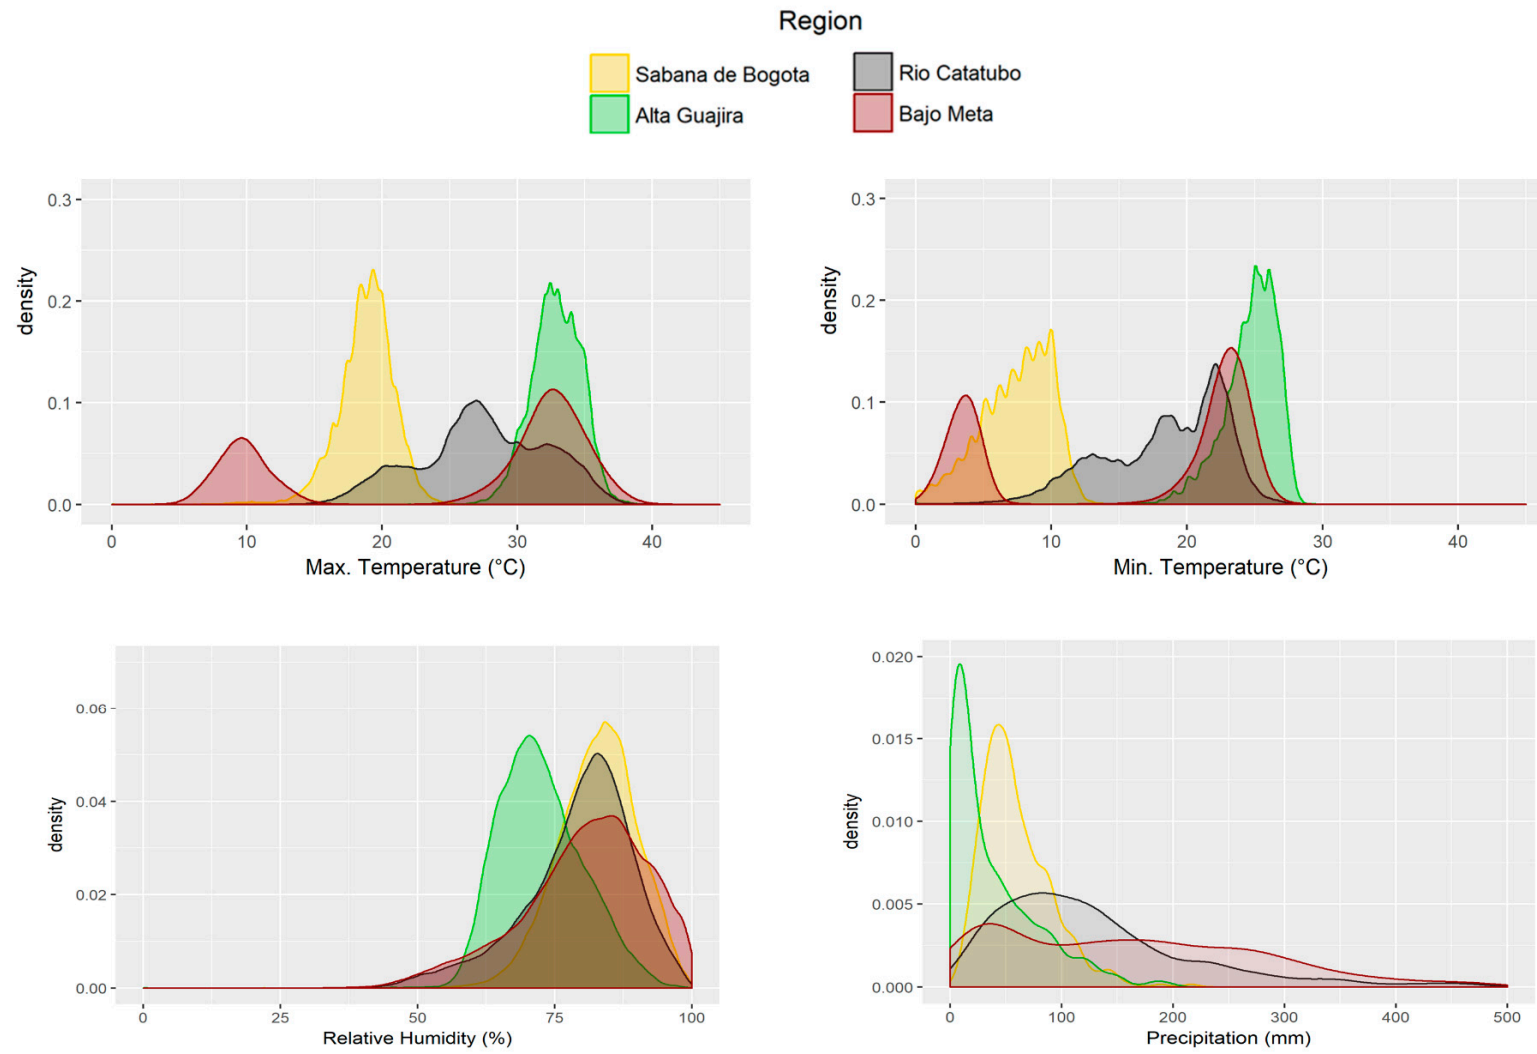 Region
Sabana de Bogota
Rio Catatubo
Alta Guajira
Bajo Meta
density
0.3
0.2
0.1
0.0
0 10 20 30 40
Max. Temperature (°C)
density
0.3
0.2
0.1
0.0
0 10 20 30 40
Min. Temperature (°C)
density
0.06
0.04
0.02
0.00
0 25 50 75 100
Relative Humidity (%)
density
0.020
0.015
0.010
0.005
0.000
0 100 200 300 400 500
Precipitation (mm)